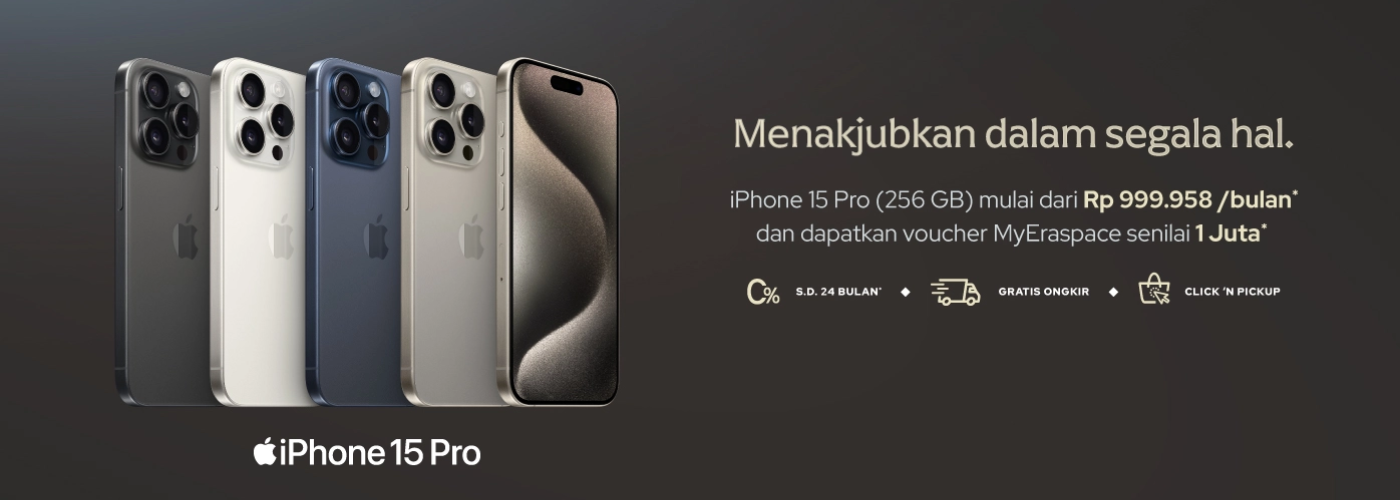 Menakjubkan dalam segala hal.
iPhone 15 Pro (256 GB) mulai dari Rp 999.958 /bulan*
dan dapatkan voucher MyEraspace senilai 1 Juta*
0% S.D. 24 BULAN* ◆ GRATIS ONGKIR ◆ CLICK 'N PICKUP
iPhone 15 Pro